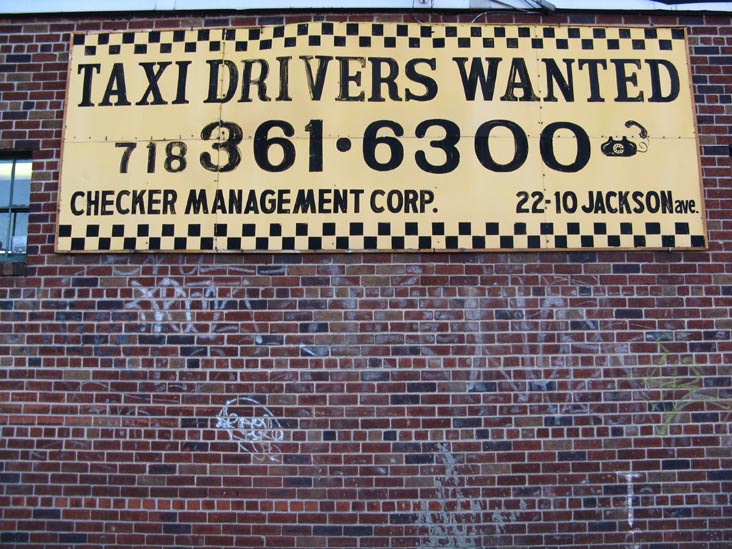 TAXI DRIVERS WANTED
718 361·6300
CHECKER MANAGEMENT CORP. 22-10 JACKSON ave.